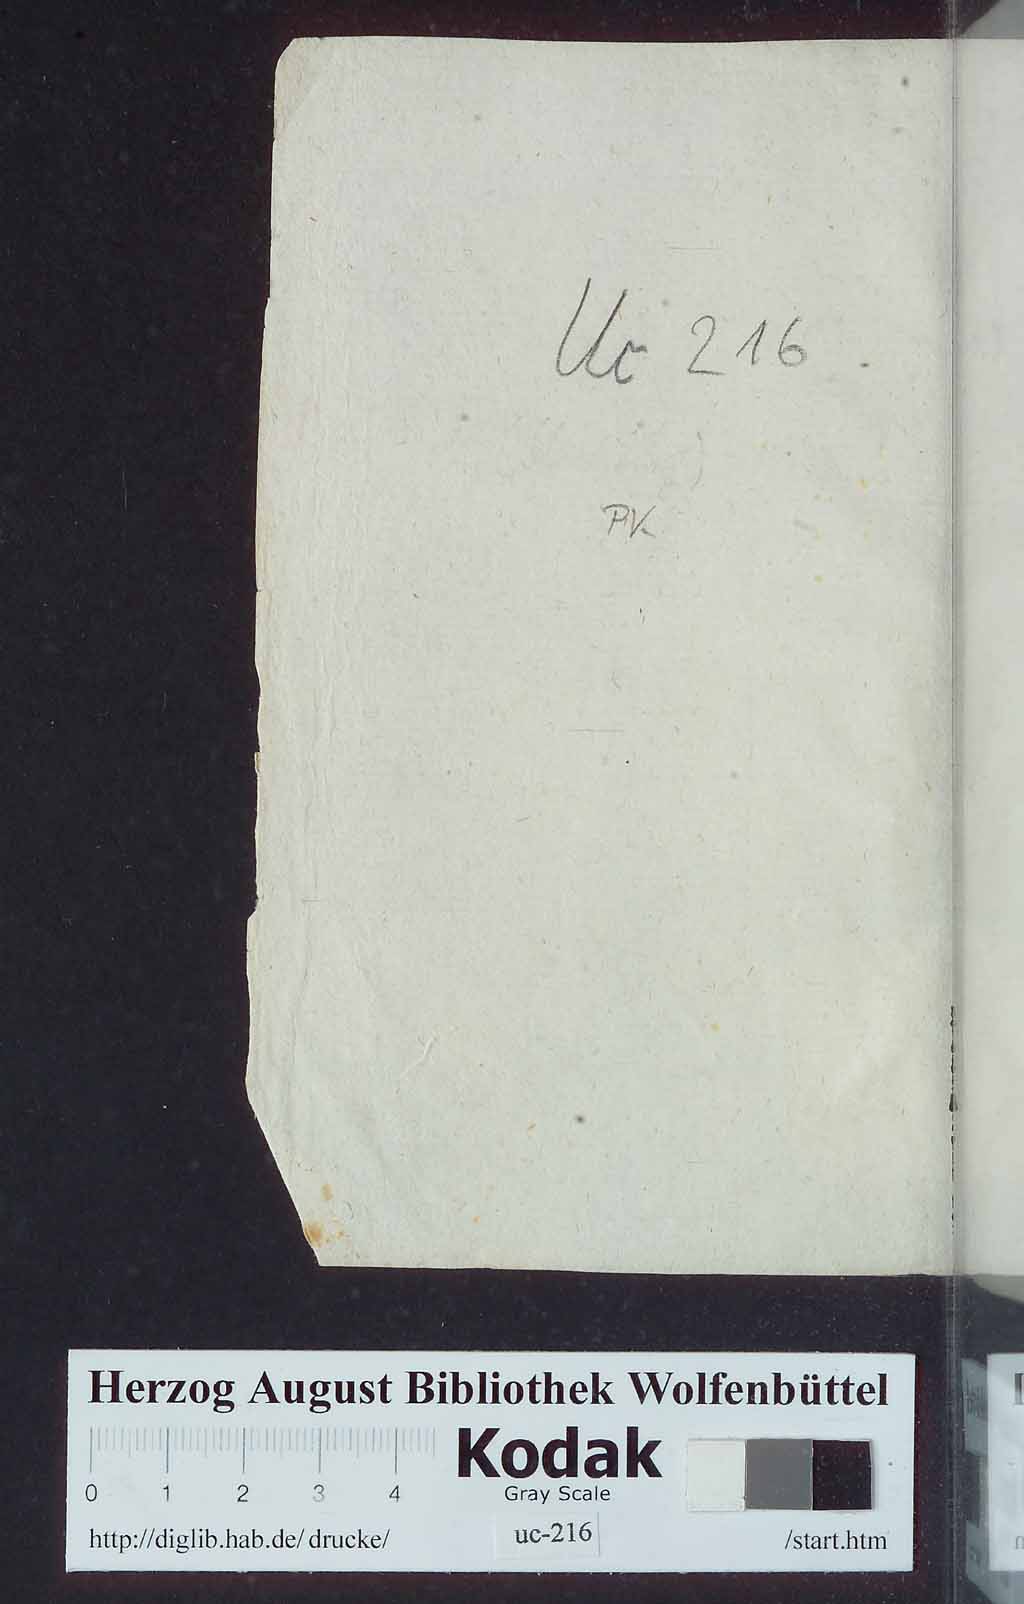 Uc 216
PK
Herzog August Bibliothek Wolfenbüttel
Kodak
0 1 2 3 4
Gray Scale
http://diglib.hab.de/ drucke/ uc-216 /start.htm